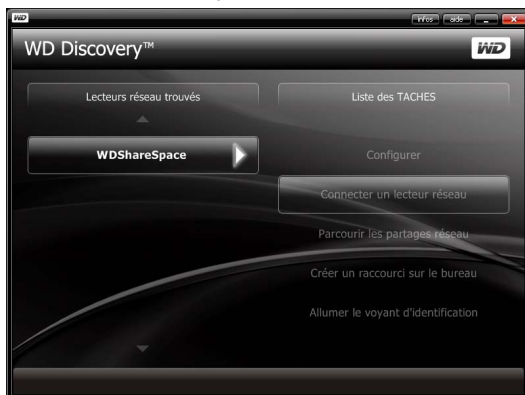 WD
infos aide
WD Discovery™
WD
Lecteurs réseau trouvés
Liste des TACHES
WDShareSpace
Configurer
Connecter un lecteur réseau
Parcourir les partages réseau
Créer un raccourci sur le bureau
Allumer le voyant d'identification